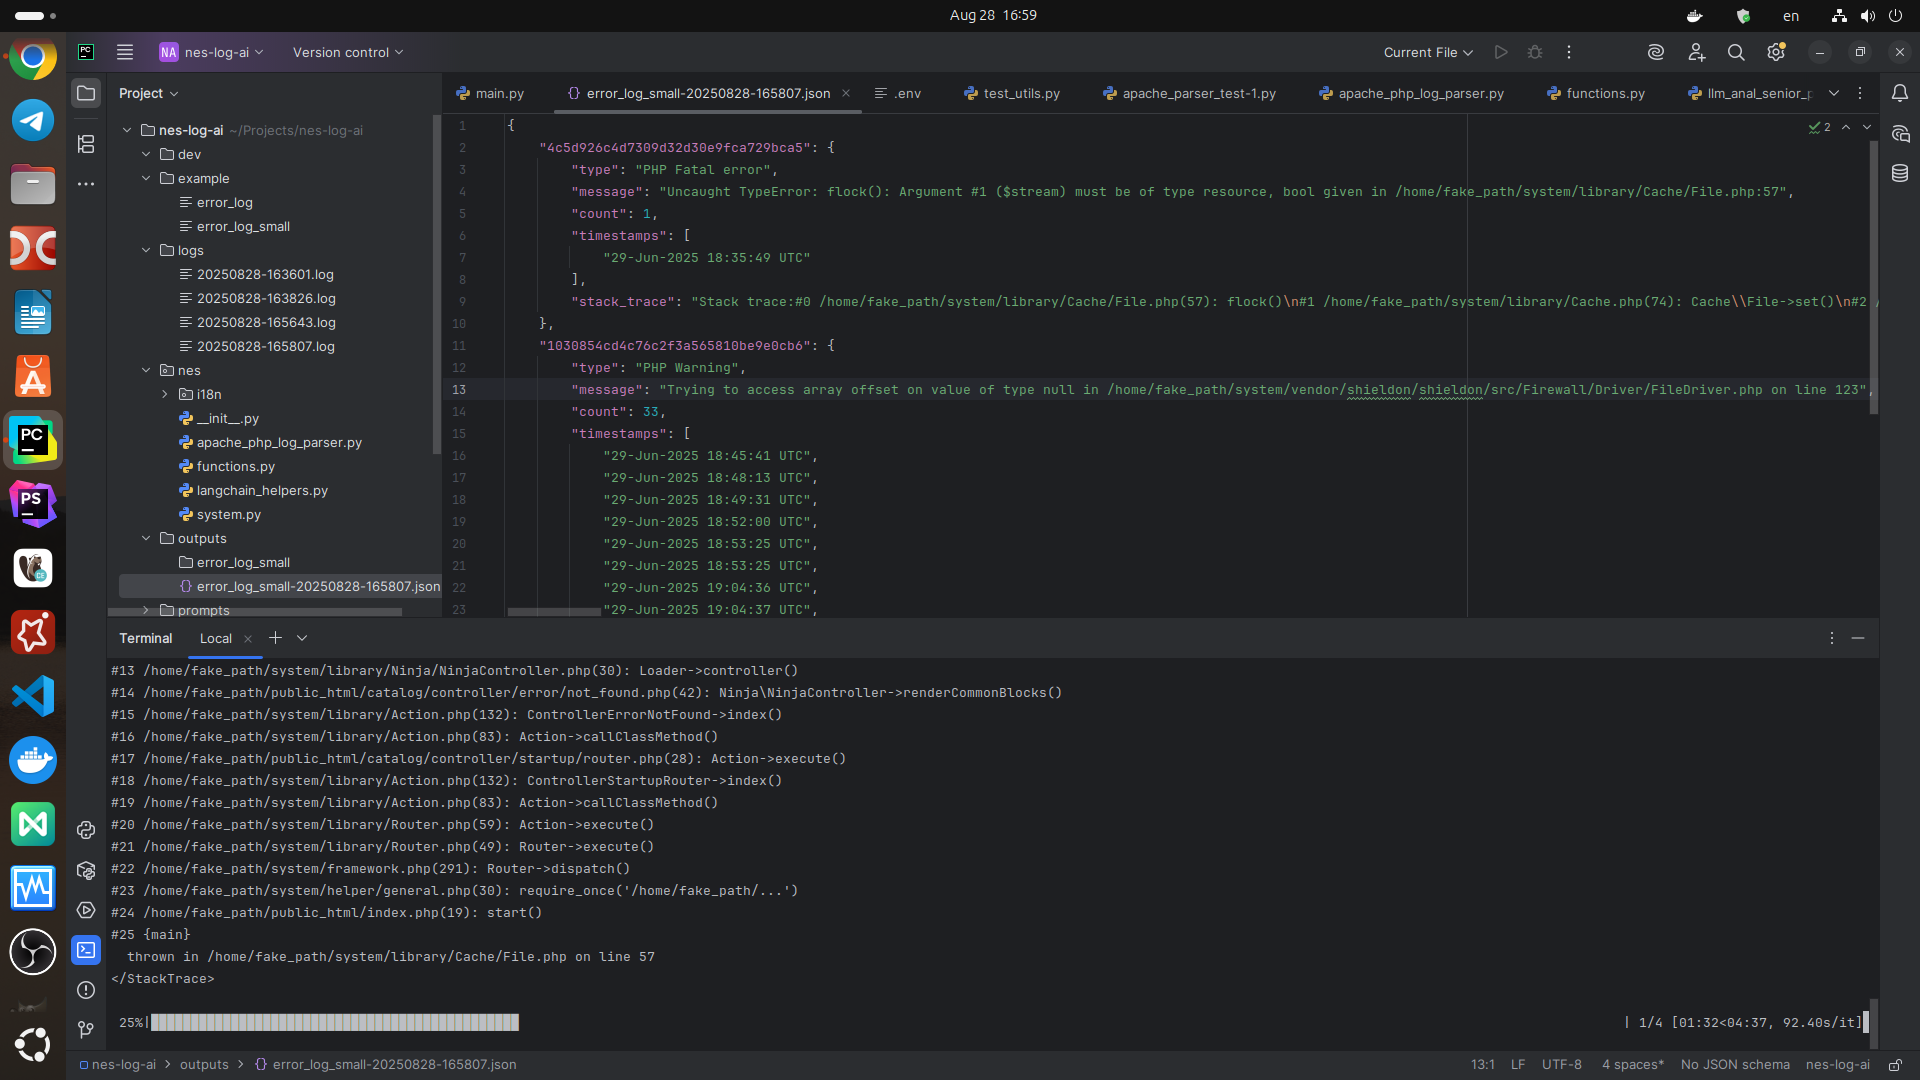 Aug 28 16:59
en
PC
NA nes-log-ai
Version control
Current File
Project
main.py
error_log_small-20250828-165807.json
.env
test_utils.py
apache_parser_test-1.py
apache_php_log_parser.py
functions.py
llm_anal_senior_p
nes-log-ai ~/Projects/nes-log-ai
dev
example
error_log
error_log_small
logs
20250828-163601.log
20250828-163826.log
20250828-165643.log
20250828-165807.log
nes
i18n
__init__.py
apache_php_log_parser.py
functions.py
langchain_helpers.py
system.py
outputs
error_log_small
error_log_small-20250828-165807.json
prompts
2
1 {
2 "4c5d926c4d7309d32d30e9fca729bca5": {
3 "type": "PHP Fatal error",
4 "message": "Uncaught TypeError: flock(): Argument #1 ($stream) must be of type resource, bool given in /home/fake_path/system/library/Cache/File.php:57",
5 "count": 1,
6 "timestamps": [
7 "29-Jun-2025 18:35:49 UTC"
8 ],
9 "stack_trace": "Stack trace:#0 /home/fake_path/system/library/Cache/File.php(57): flock()\n#1 /home/fake_path/system/library/Cache.php(74): Cache\\File->set()\n#2 /
10 },
11 "1030854cd4c76c2f3a565810be9e0cb6": {
12 "type": "PHP Warning",
13 "message": "Trying to access array offset on value of type null in /home/fake_path/system/vendor/shieldon/shieldon/src/Firewall/Driver/FileDriver.php on line 123",
14 "count": 33,
15 "timestamps": [
16 "29-Jun-2025 18:45:41 UTC",
17 "29-Jun-2025 18:48:13 UTC",
18 "29-Jun-2025 18:49:31 UTC",
19 "29-Jun-2025 18:52:00 UTC",
20 "29-Jun-2025 18:53:25 UTC",
21 "29-Jun-2025 18:53:25 UTC",
22 "29-Jun-2025 19:04:36 UTC",
23 "29-Jun-2025 19:04:37 UTC",
PC
PS
CE
Terminal
Local
#13 /home/fake_path/system/library/Ninja/NinjaController.php(30): Loader->controller()
#14 /home/fake_path/public_html/catalog/controller/error/not_found.php(42): Ninja\NinjaController->renderCommonBlocks()
#15 /home/fake_path/system/library/Action.php(132): ControllerErrorNotFound->index()
#16 /home/fake_path/system/library/Action.php(83): Action->callClassMethod()
#17 /home/fake_path/public_html/catalog/controller/startup/router.php(28): Action->execute()
#18 /home/fake_path/system/library/Action.php(132): ControllerStartupRouter->index()
#19 /home/fake_path/system/library/Action.php(83): Action->callClassMethod()
#20 /home/fake_path/system/library/Router.php(59): Action->execute()
#21 /home/fake_path/system/library/Router.php(49): Router->execute()
#22 /home/fake_path/system/framework.php(291): Router->dispatch()
#23 /home/fake_path/system/helper/general.php(30): require_once('/home/fake_path/...')
#24 /home/fake_path/public_html/index.php(19): start()
#25 {main}
thrown in /home/fake_path/system/library/Cache/File.php on line 57
</StackTrace>
25%| | 1/4 [01:32<04:37, 92.40s/it]
nes-log-ai > outputs > error_log_small-20250828-165807.json
13:1 LF UTF-8 4 spaces* No JSON schema nes-log-ai